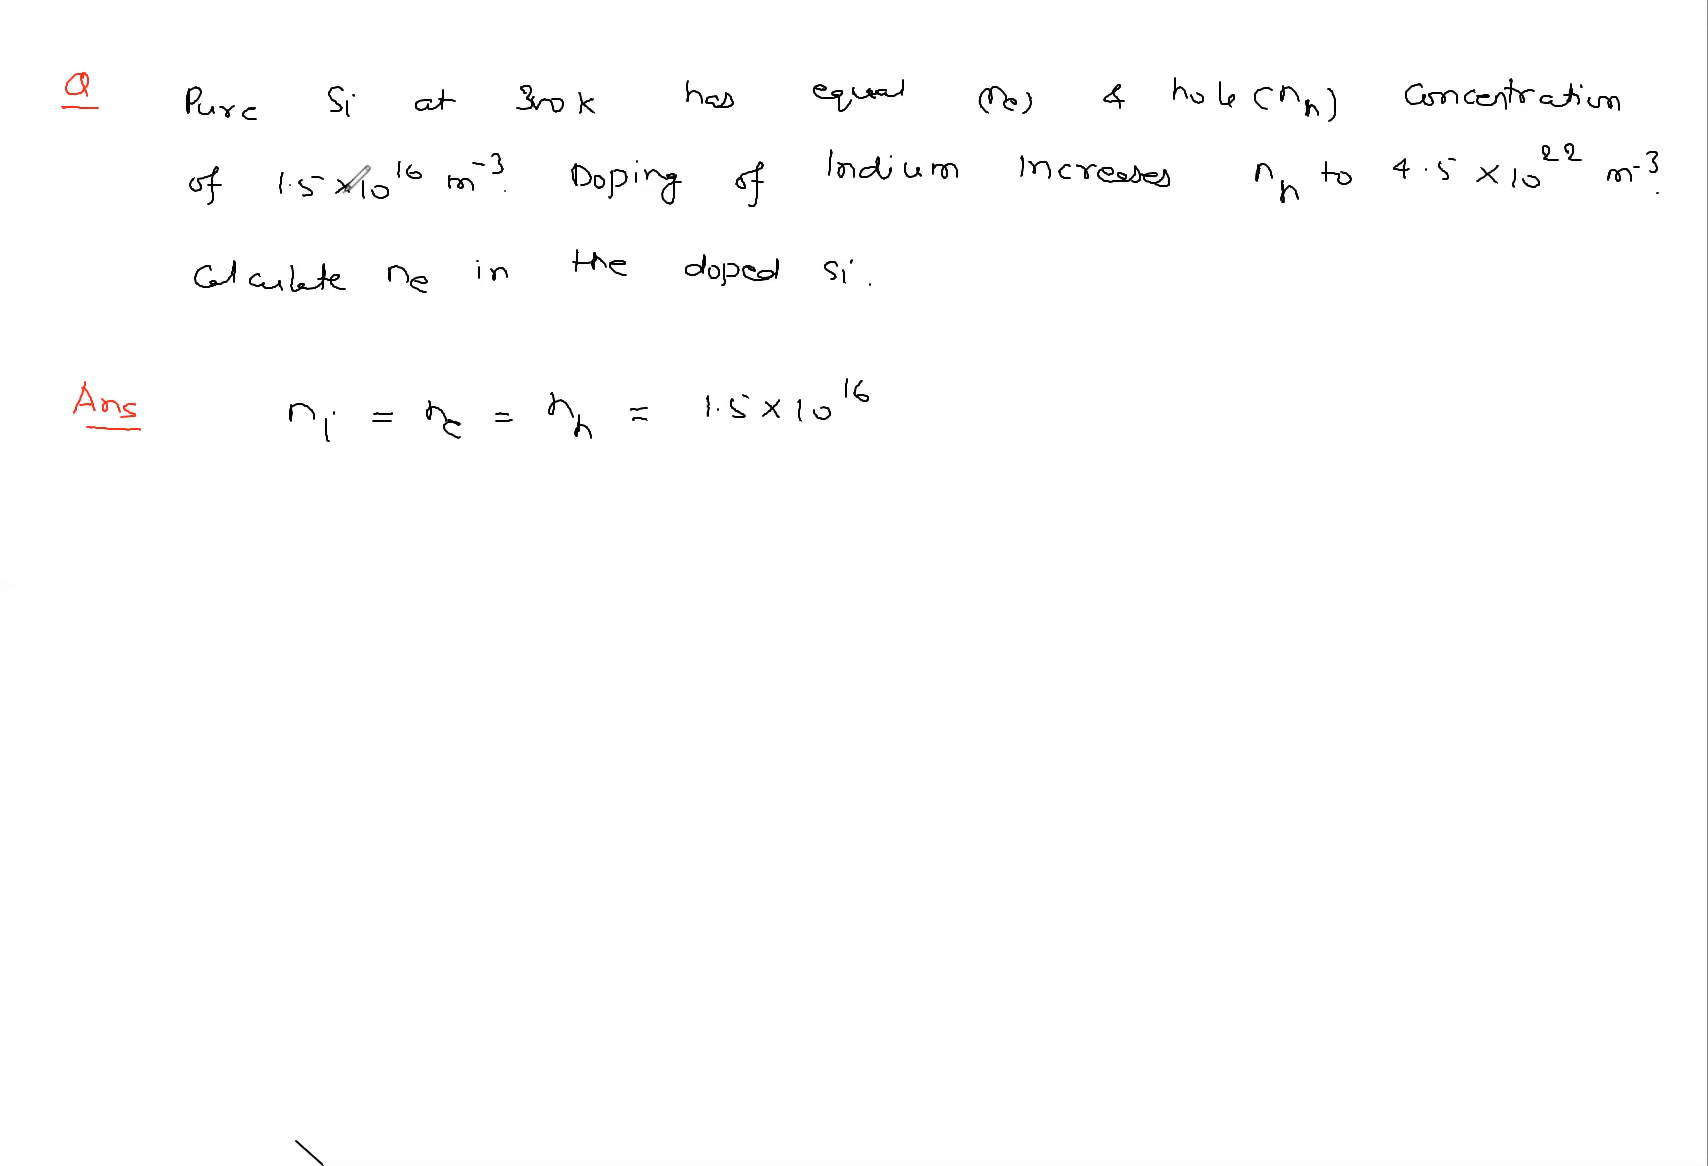 Q Pure Si at 300 K has equal (ne) & hole (nh) concentration
of 1.5 × 10^16 m^-3. Doping of Indium Increases nh to 4.5 × 10^22 m^-3.
Calculate ne in the doped Si.
Ans ni = ne = nh = 1.5 × 10^16